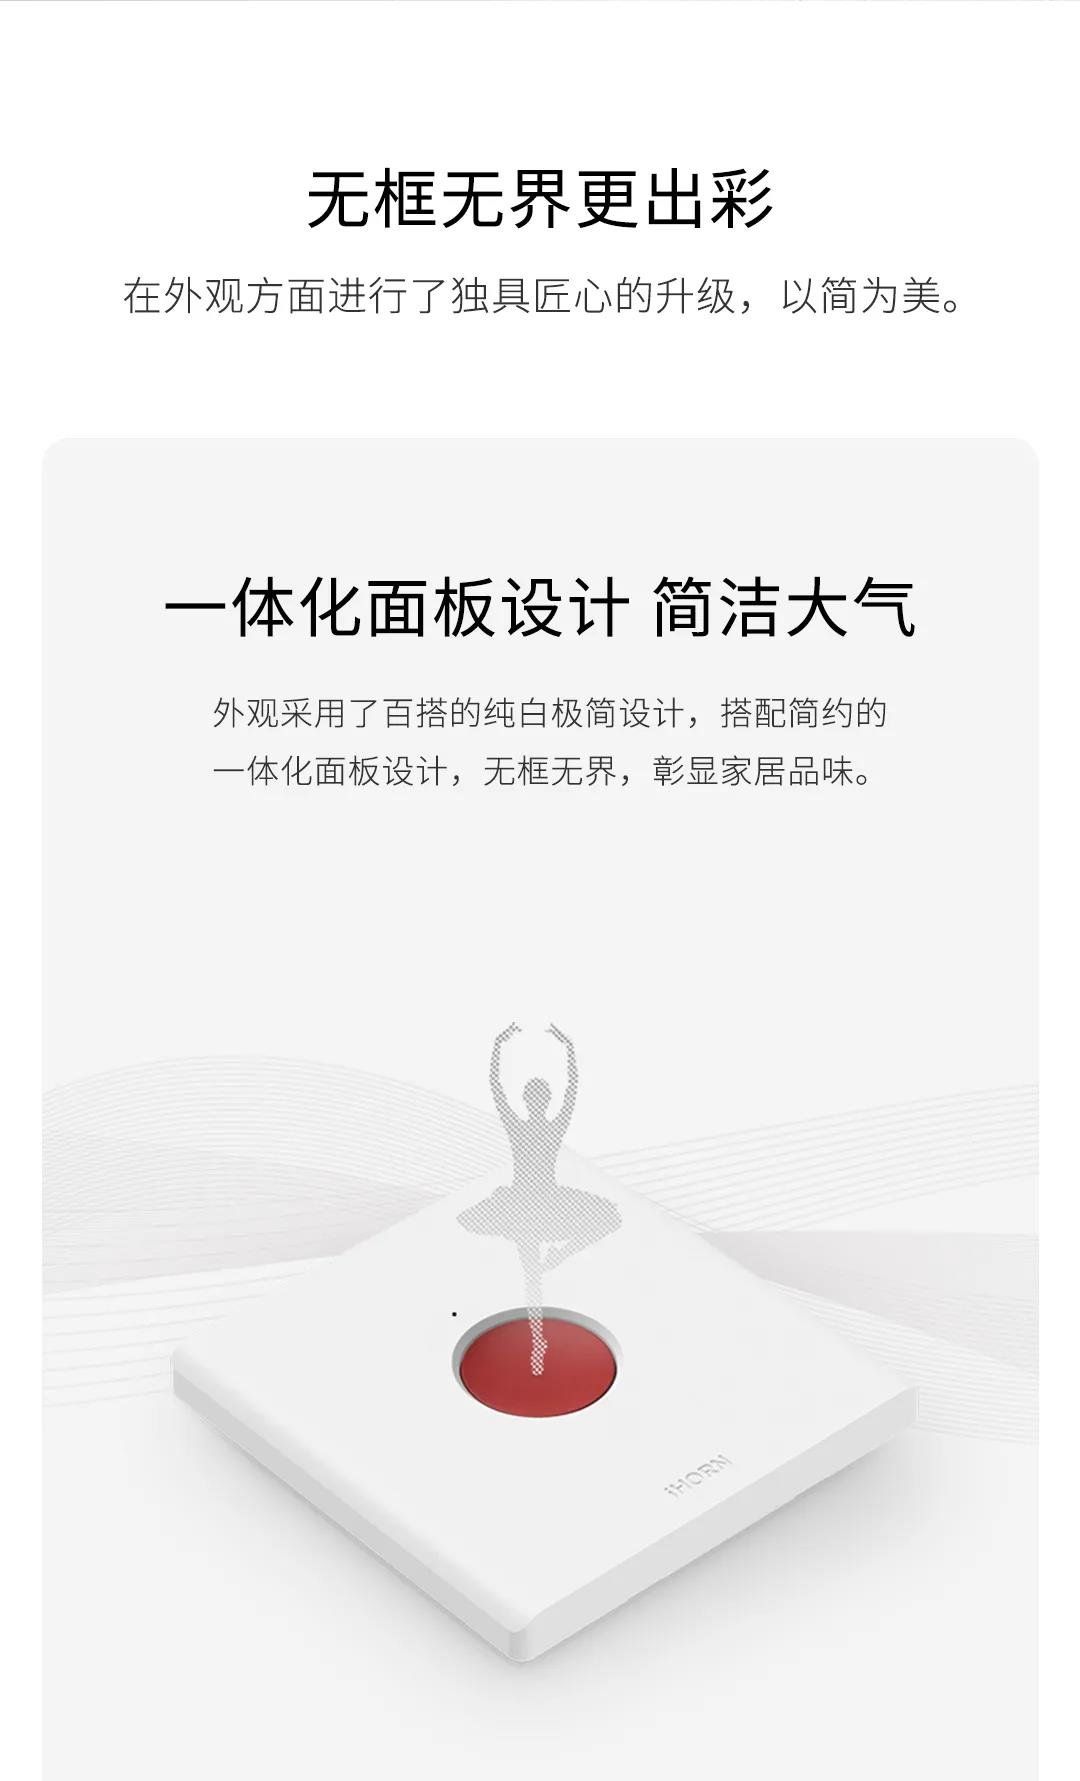 无框无界更出彩
在外观方面进行了独具匠心的升级，以简为美。
一体化面板设计 简洁大气
外观采用了百搭的纯白极简设计，搭配简约的
一体化面板设计，无框无界，彰显家居品味。
iHORN